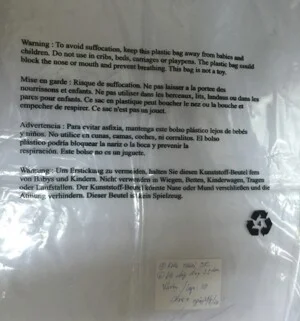 Warning : To avoid suffocation, keep this plastic bag away from babies and
children. Do not use in cribs, beds, carriages or playpens. The plastic bag could
block the nose or mouth and prevent breathing. This bag is not a toy.
Mise en garde : Risque de suffocation. Ne pas laisser a la portee des
nourrissons et enfants. Ne pas utiliser dans les berceaux, lits, landaus ou dans les
parcs pour enfants. Ce sac en plastique peut boucher le nez ou la bouche et
empecher de respirer. Ce sac n'est pas un jouet.
Advertencia : Para evitar asfixia, mantenga este bolso plástico lejos de bebés
y niños. No utilice en cunas, camas, coches, ni corralitos. El bolso
plástico podría bloquear la nariz o la boca y prevenir la
respiración. Este bolso no es un juguete.
Warnung : Um Erstickung zu vermeiden, halten Sie diesen Kunststoff-Beutel fern
von Babys und Kindern. Nicht verwenden in Wiegen, Betten, Kinderwagen, Tragen
oder Laufställen. Der Kunststoff-Beutel könnte Nase oder Mund verschließen und die
Atmung verhindern. Dieser Beutel ist kein Spielzeug.